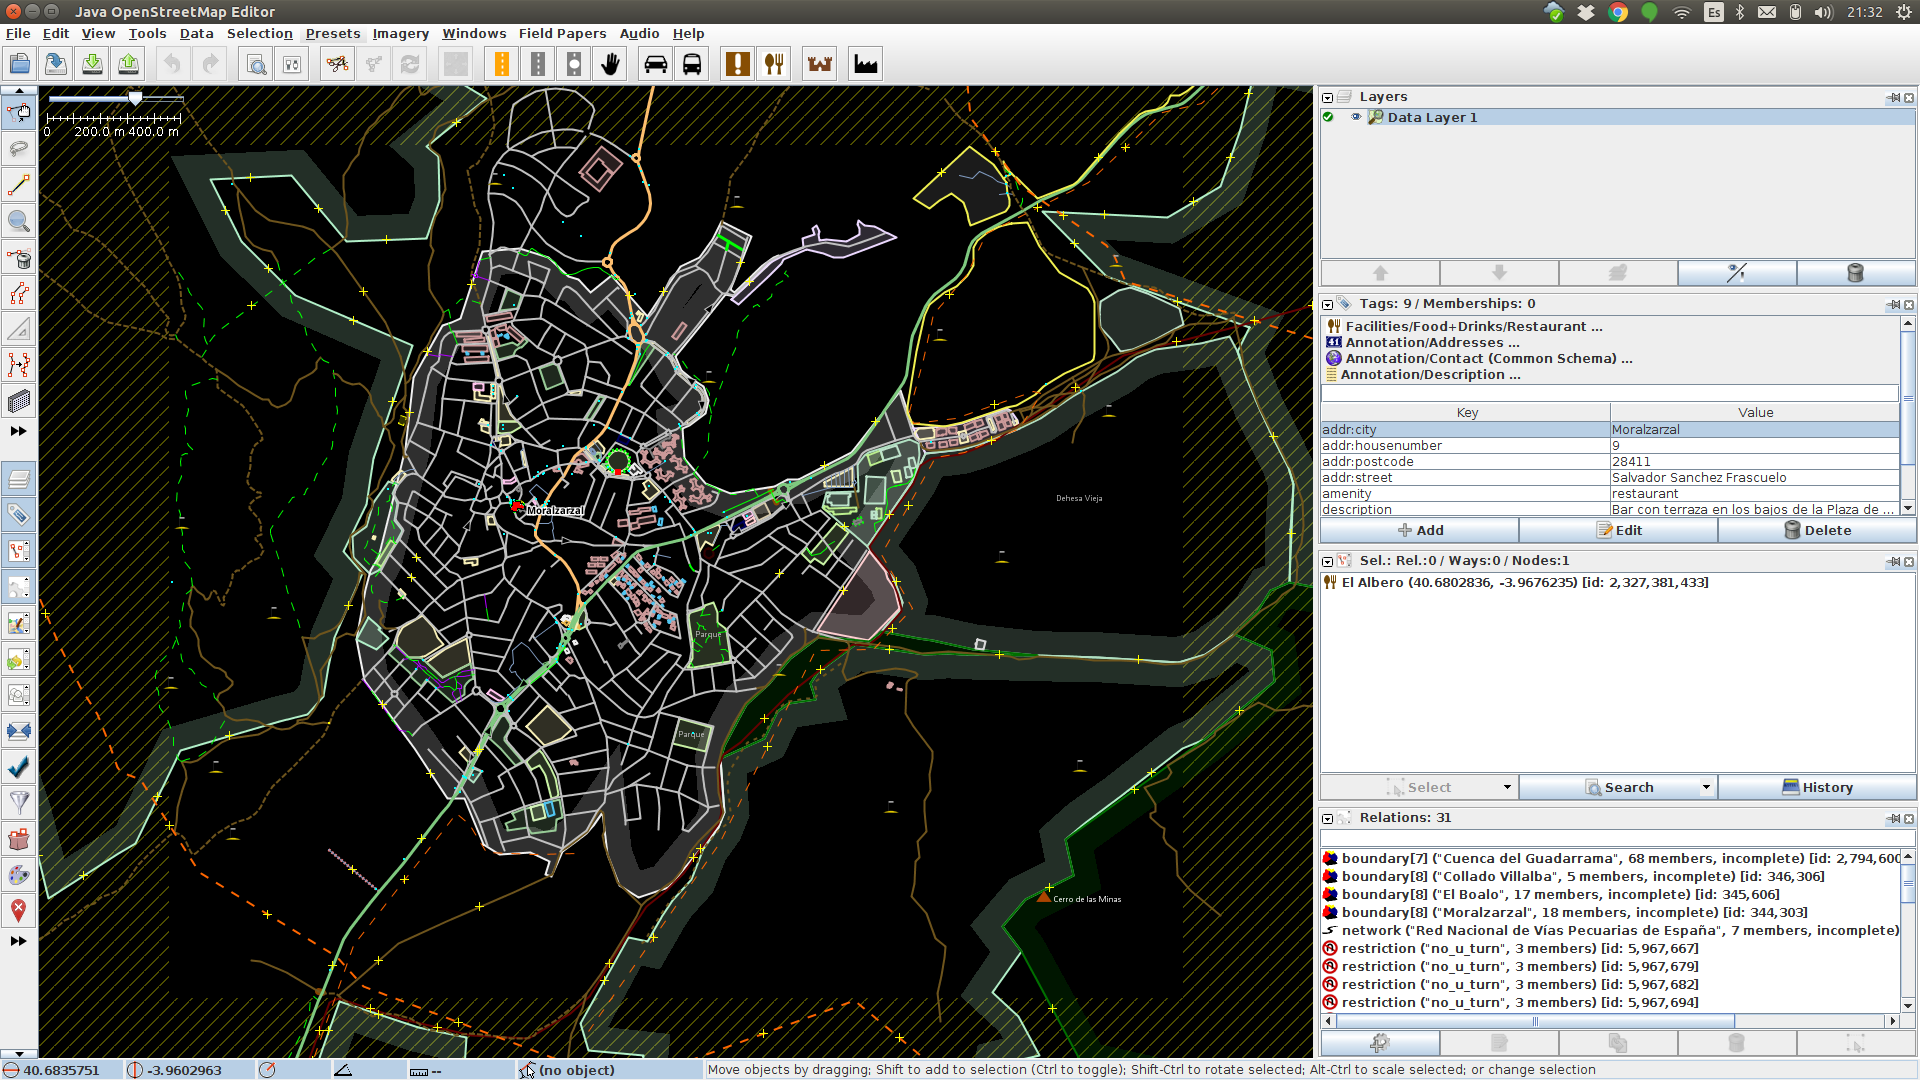 Java OpenStreetMap Editor
Es
21:32
File Edit View Tools Data Selection Presets Imagery Windows Field Papers Audio Help
0 200.0 m 400.0 m
Moralzarzal
Dehesa Vieja
Parque
Parque
Cerro de las Minas
Layers
Data Layer 1
Tags: 9 / Memberships: 0
Facilities/Food+Drinks/Restaurant ...
41 Annotation/Addresses ...
Annotation/Contact (Common Schema) ...
Annotation/Description ...
Key Value
addr:city Moralzarzal
addr:housenumber 9
addr:postcode 28411
addr:street Salvador Sanchez Frascuelo
amenity restaurant
description Bar con terraza en los bajos de la Plaza de ...
Add Edit Delete
Sel.: Rel.:0 / Ways:0 / Nodes:1
El Albero (40.6802836, -3.9676235) [id: 2,327,381,433]
Select Search History
Relations: 31
boundary[7] ("Cuenca del Guadarrama", 68 members, incomplete) [id: 2,794,600
boundary[8] ("Collado Villalba", 5 members, incomplete) [id: 346,306]
boundary[8] ("El Boalo", 17 members, incomplete) [id: 345,606]
boundary[8] ("Moralzarzal", 18 members, incomplete) [id: 344,303]
network ("Red Nacional de Vías Pecuarias de España", 7 members, incomplete)
restriction ("no_u_turn", 3 members) [id: 5,967,667]
restriction ("no_u_turn", 3 members) [id: 5,967,679]
restriction ("no_u_turn", 3 members) [id: 5,967,682]
restriction ("no_u_turn", 3 members) [id: 5,967,694]
40.6835751 -3.9602963 -- (no object) Move objects by dragging; Shift to add to selection (Ctrl to toggle); Shift-Ctrl to rotate selected; Alt-Ctrl to scale selected; or change selection